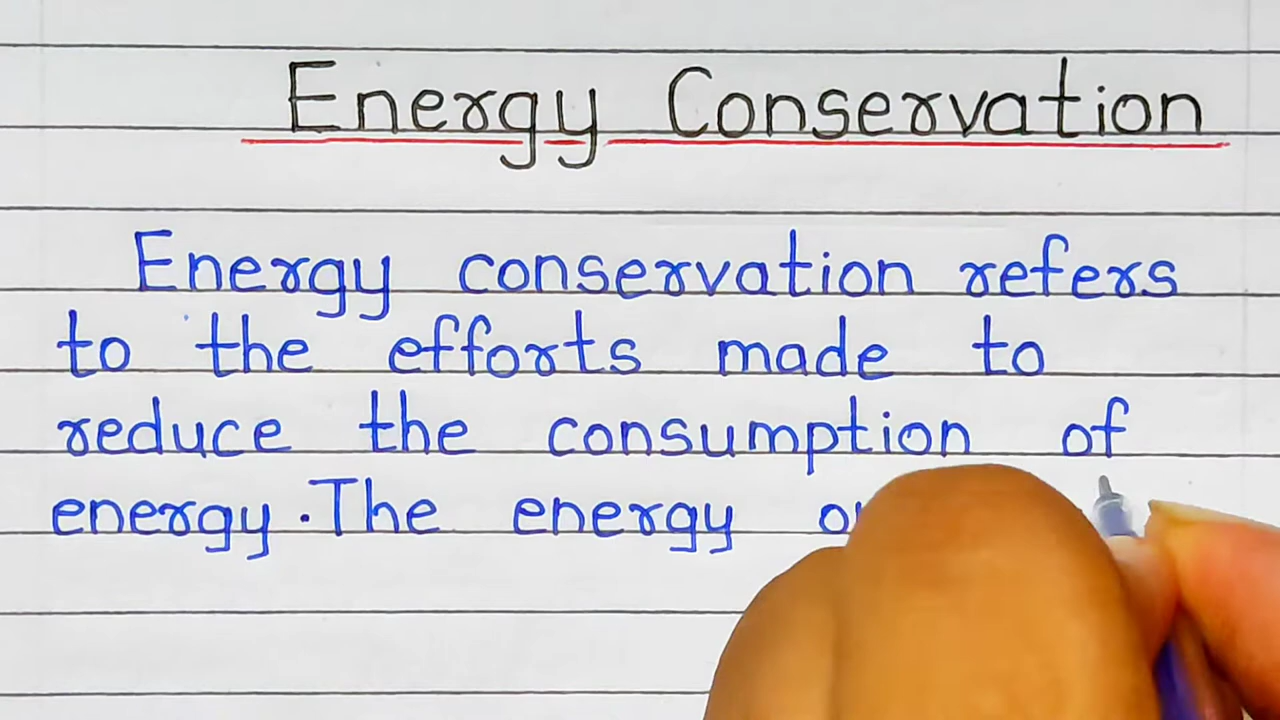 Energy Conservation
Energy conservation refers
to the efforts made to
reduce the consumption of
energy. The energy